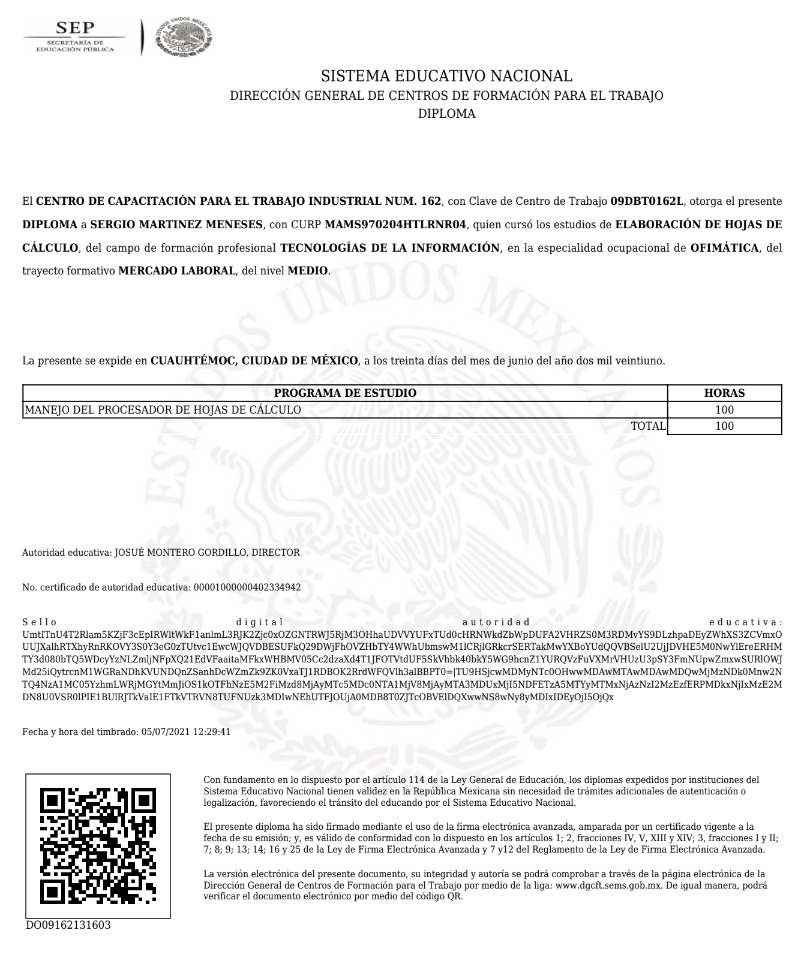 SEP
SECRETARÍA DE
EDUCACIÓN PÚBLICA
ESTADOS UNIDOS MEXICANOS
SISTEMA EDUCATIVO NACIONAL
DIRECCIÓN GENERAL DE CENTROS DE FORMACIÓN PARA EL TRABAJO
DIPLOMA
El CENTRO DE CAPACITACIÓN PARA EL TRABAJO INDUSTRIAL NUM. 162, con Clave de Centro de Trabajo 09DBT0162L, otorga el presente
DIPLOMA a SERGIO MARTINEZ MENESES, con CURP MAMS970204HTLRNR04, quien cursó los estudios de ELABORACIÓN DE HOJAS DE
CÁLCULO, del campo de formación profesional TECNOLOGÍAS DE LA INFORMACIÓN, en la especialidad ocupacional de OFIMÁTICA, del
trayecto formativo MERCADO LABORAL, del nivel MEDIO.
La presente se expide en CUAUHTÉMOC, CIUDAD DE MÉXICO, a los treinta días del mes de junio del año dos mil veintiuno.
PROGRAMA DE ESTUDIO HORAS
MANEJO DEL PROCESADOR DE HOJAS DE CÁLCULO 100
TOTAL 100
Autoridad educativa: JOSUÉ MONTERO GORDILLO, DIRECTOR
No. certificado de autoridad educativa: 00001000000402334942
Sello digital autoridad educativa:
Fecha y hora del timbrado: 05/07/2021 12:29:41
Con fundamento en lo dispuesto por el artículo 114 de la Ley General de Educación, los diplomas expedidos por instituciones del
Sistema Educativo Nacional tienen validez en la República Mexicana sin necesidad de trámites adicionales de autenticación o
legalización, favoreciendo el tránsito del educando por el Sistema Educativo Nacional.
El presente diploma ha sido firmado mediante el uso de la firma electrónica avanzada, amparada por un certificado vigente a la
fecha de su emisión; y, es válido de conformidad con lo dispuesto en los artículos 1; 2, fracciones IV, V, XIII y XIV; 3, fracciones I y II;
7; 8; 9; 13; 14; 16 y 25 de la Ley de Firma Electrónica Avanzada y 7 y12 del Reglamento de la Ley de Firma Electrónica Avanzada.
La versión electrónica del presente documento, su integridad y autoría se podrá comprobar a través de la página electrónica de la
Dirección General de Centros de Formación para el Trabajo por medio de la liga: www.dgcft.sems.gob.mx. De igual manera, podrá
verificar el documento electrónico por medio del código QR.
DO09162131603